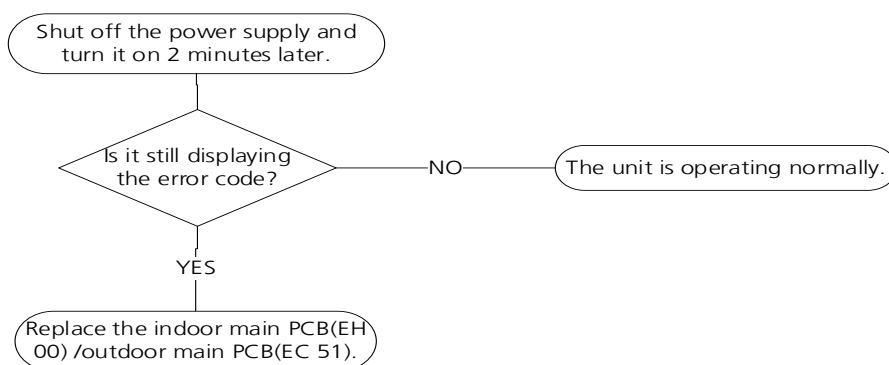 Shut off the power supply and
turn it on 2 minutes later.
Is it still displaying
the error code?
NO
The unit is operating normally.
YES
Replace the indoor main PCB(EH
00) /outdoor main PCB(EC 51).